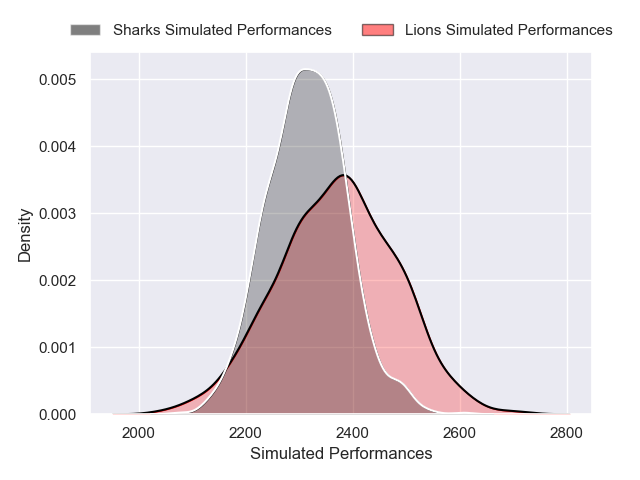 Sharks Simulated Performances Lions Simulated Performances
0.005
0.004
0.003
0.002
0.001
0.000
Density
2000 2200 2400 2600 2800
Simulated Performances